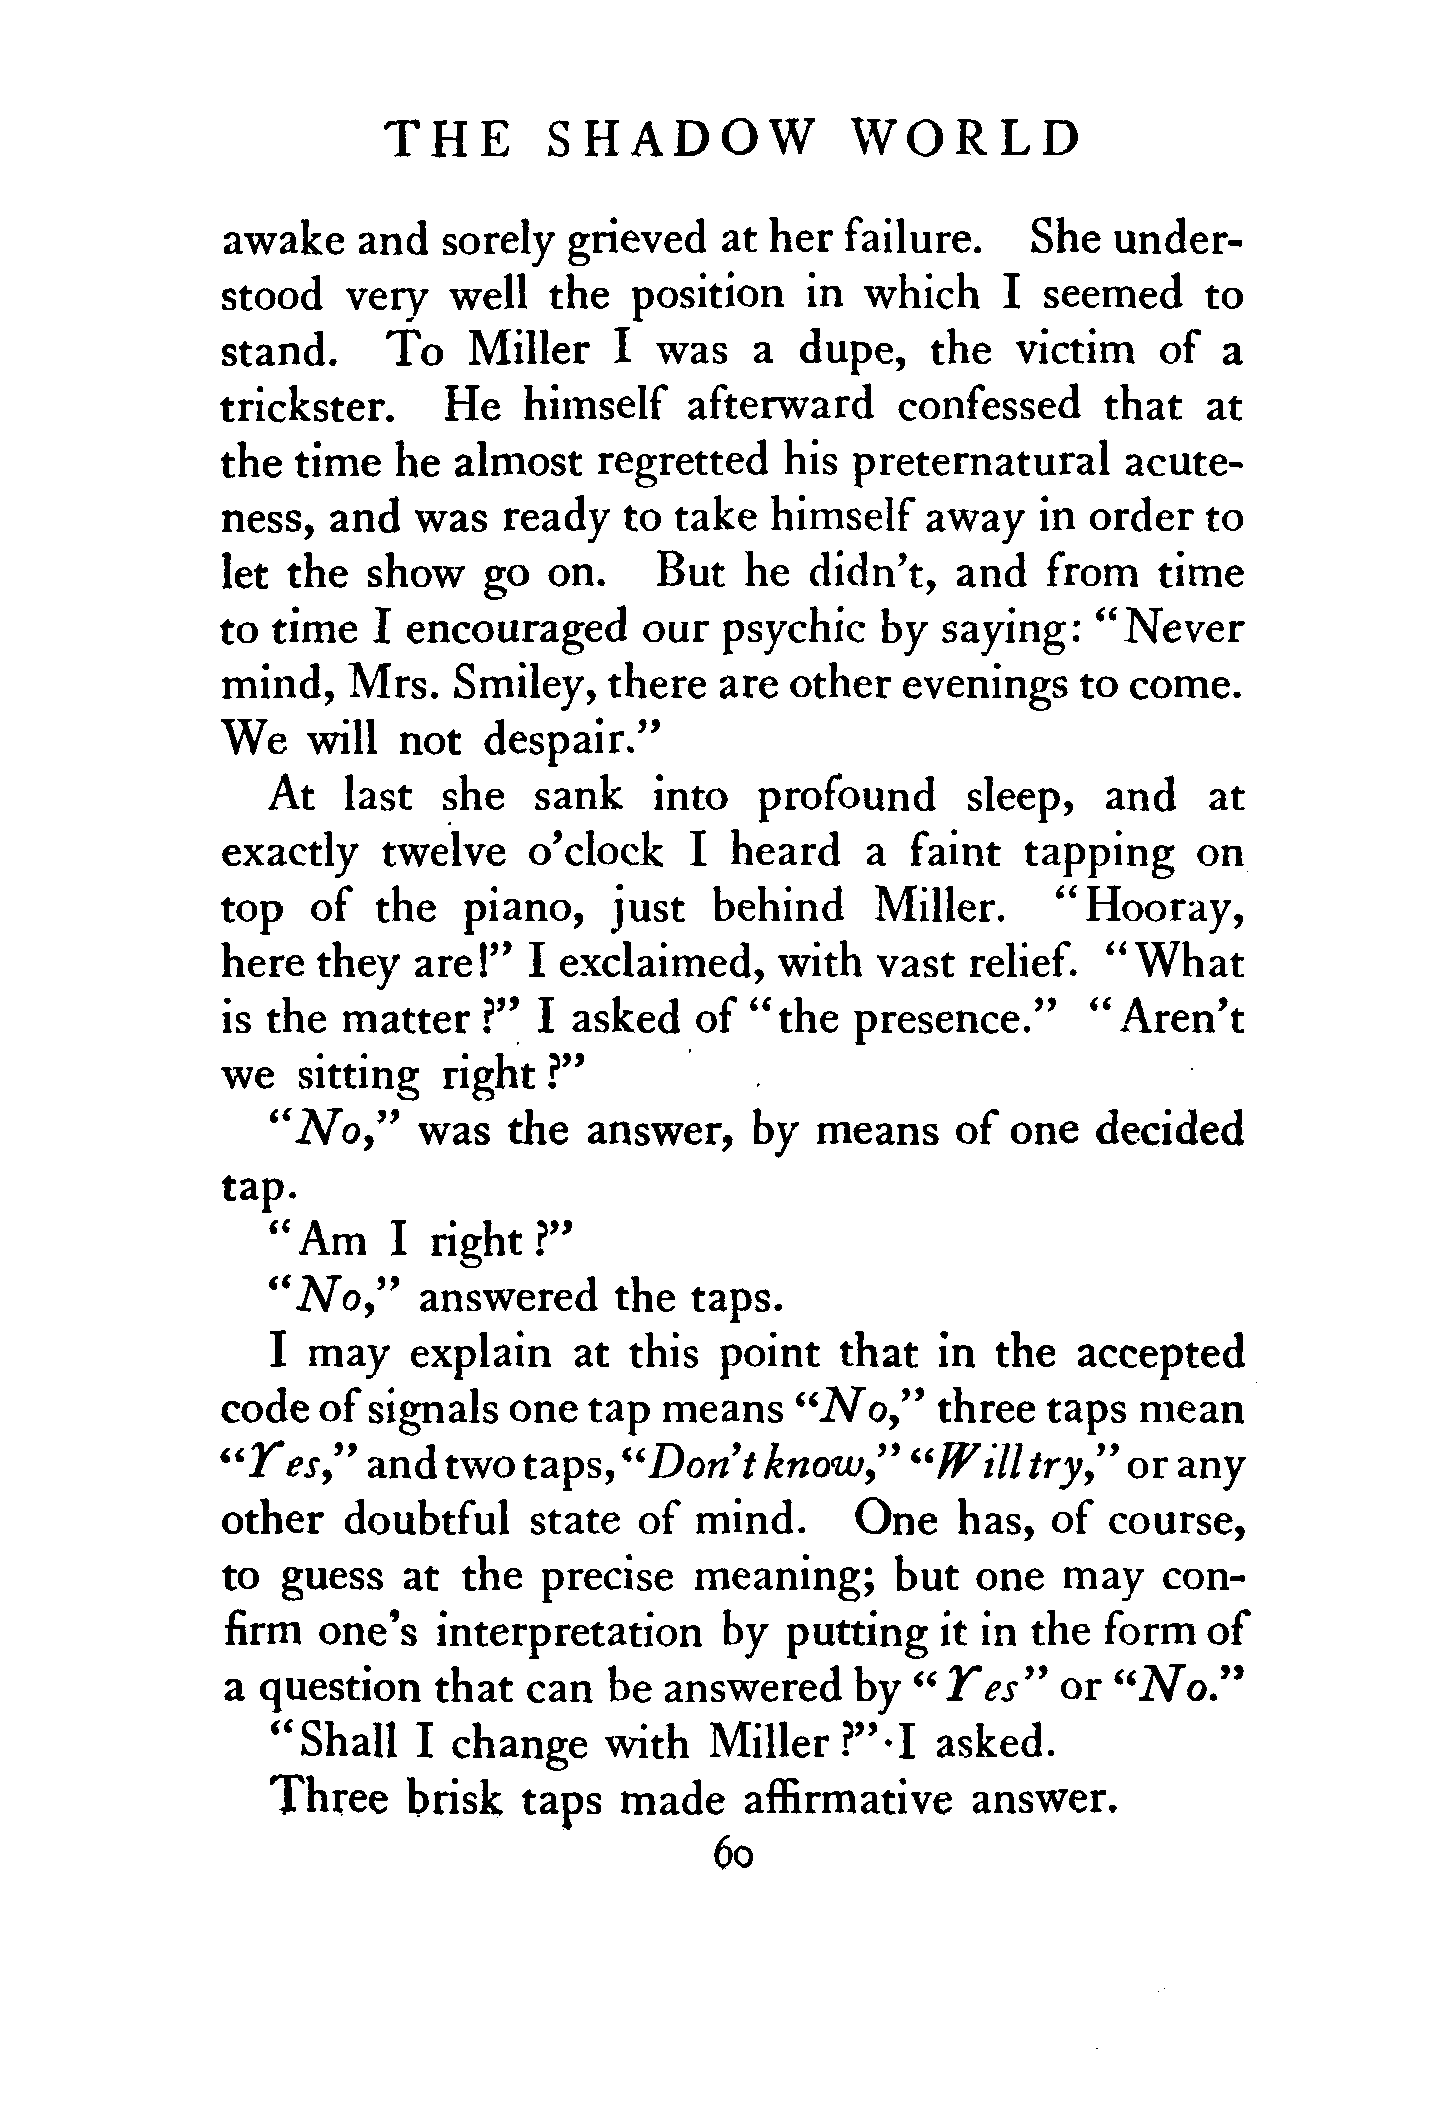 THE SHADOW WORLD
awake and sorely grieved at her failure. She under-
stood very well the position in which I seemed to
stand. To Miller I was a dupe, the victim of a
trickster. He himself afterward confessed that at
the time he almost regretted his preternatural acute-
ness, and was ready to take himself away in order to
let the show go on. But he didn't, and from time
to time I encouraged our psychic by saying: "Never
mind, Mrs. Smiley, there are other evenings to come.
We will not despair."
At last she sank into profound sleep, and at
exactly twelve o'clock I heard a faint tapping on
top of the piano, just behind Miller. "Hooray,
here they are!" I exclaimed, with vast relief. "What
is the matter?" I asked of "the presence." "Aren't
we sitting right?"
"No," was the answer, by means of one decided
tap.
"Am I right?"
"No," answered the taps.
I may explain at this point that in the accepted
code of signals one tap means "No," three taps mean
"Yes," and two taps, "Don't know," "Will try," or any
other doubtful state of mind. One has, of course,
to guess at the precise meaning; but one may con-
firm one's interpretation by putting it in the form of
a question that can be answered by "Yes" or "No."
"Shall I change with Miller?" I asked.
Three brisk taps made affirmative answer.
60